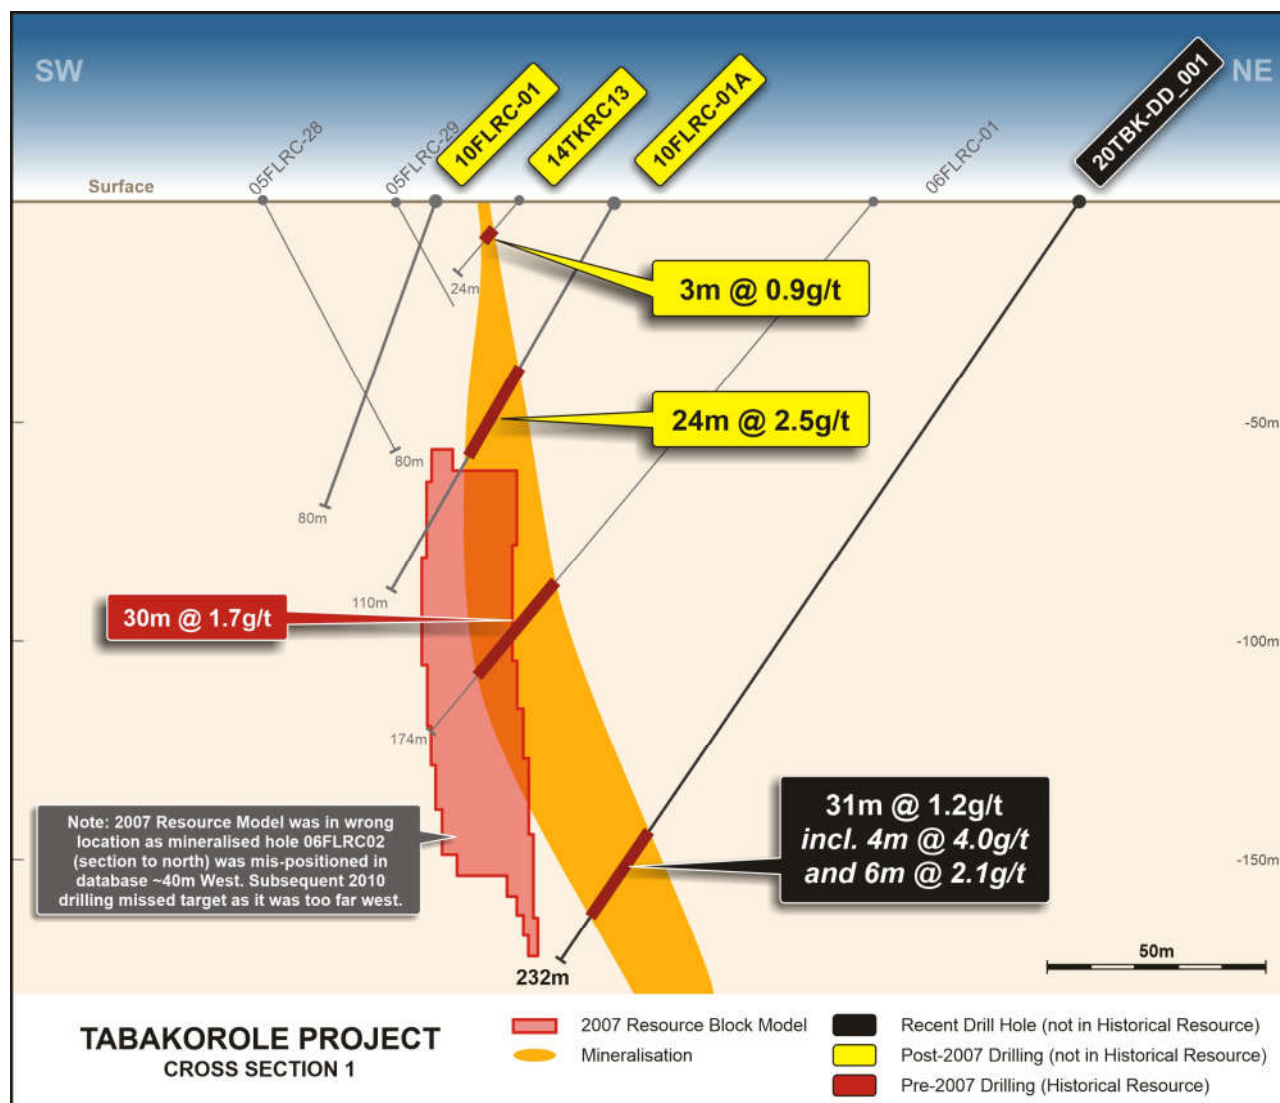 SW
NE
05FLRC-28
05FLRC-29
10FLRC-01
14TKRC13
10FLRC-01A
06FLRC-01
20TBK-DD_001
Surface
24m
3m @ 0.9g/t
24m @ 2.5g/t
-50m
80m
80m
110m
30m @ 1.7g/t
-100m
174m
Note: 2007 Resource Model was in wrong
location as mineralised hole 06FLRC02
(section to north) was mis-positioned in
database ~40m West. Subsequent 2010
drilling missed target as it was too far west.
31m @ 1.2g/t
incl. 4m @ 4.0g/t
and 6m @ 2.1g/t
-150m
232m
50m
TABAKOROLE PROJECT
CROSS SECTION 1
2007 Resource Block Model
Mineralisation
Recent Drill Hole (not in Historical Resource)
Post-2007 Drilling (not in Historical Resource)
Pre-2007 Drilling (Historical Resource)